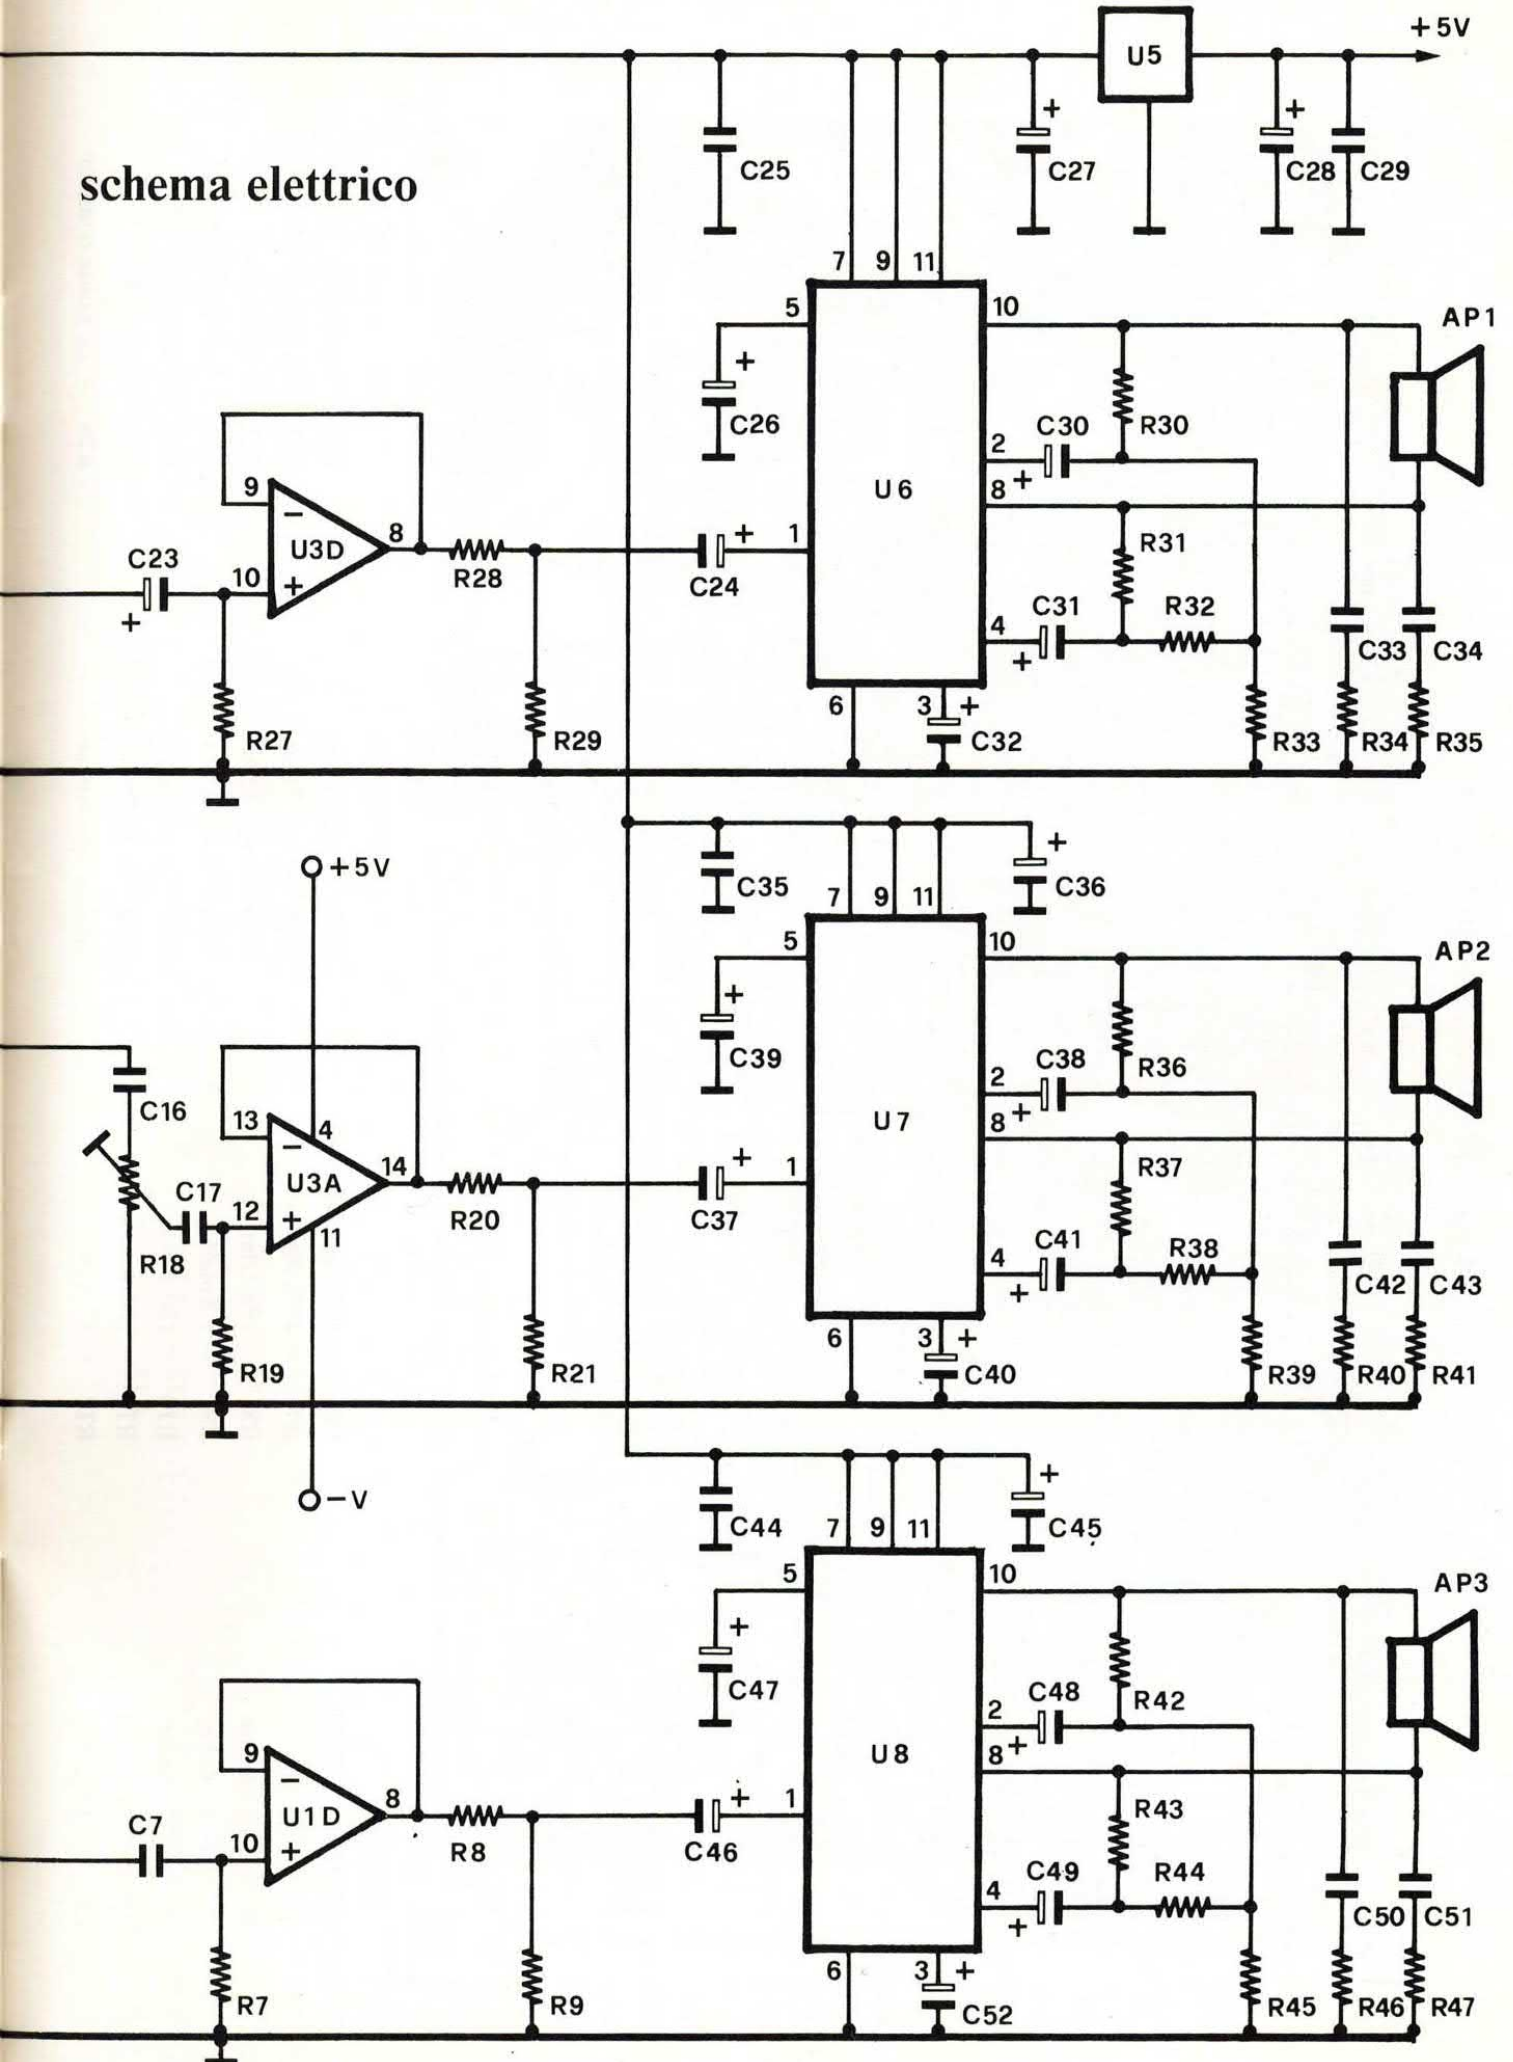 +5V
U5
C25
+
C27
+
C28
C29
schema elettrico
7 9 11
5
10
AP1
+
C26
R30
2
C30
+
U6
8
9
−
U3D
8
10
+
C23
+
R28
C24
+
1
R31
4
C31
+
R32
C33
C34
6
3
+
C32
R27
R29
R33
R34
R35
+5V
C35
+
C36
7 9 11
5
10
AP2
+
C39
R36
2
C38
+
U7
8
C16
13
−
4
U3A
14
12
+
11
C17
R18
R20
C37
+
1
R37
4
C41
+
R38
C42
C43
6
3
+
C40
R19
R21
R39
R40
R41
−V
C44
+
C45
7 9 11
5
10
AP3
+
C47
R42
2
C48
+
U8
8
9
−
U1D
8
10
+
C7
R8
C46
+
1
R43
4
C49
+
R44
C50
C51
6
3
+
C52
R7
R9
R45
R46
R47